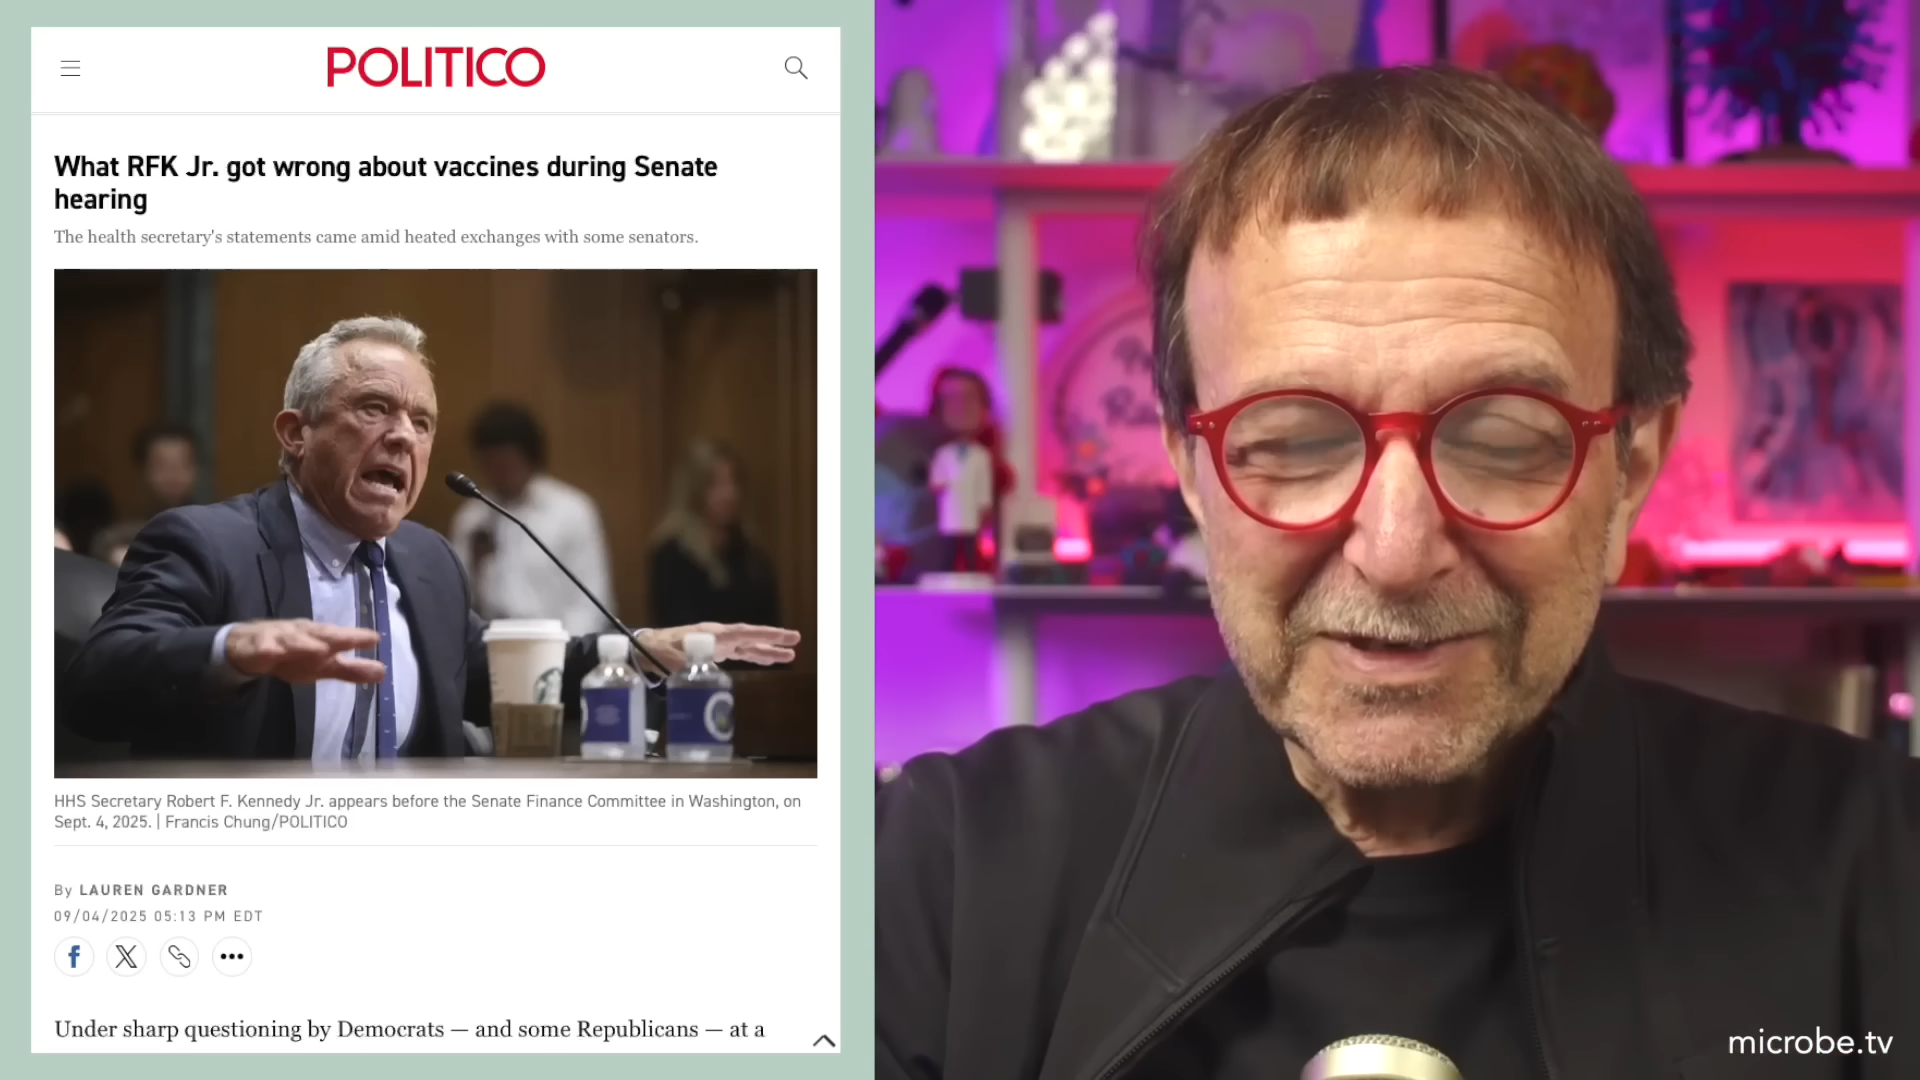 POLITICO
What RFK Jr. got wrong about vaccines during Senate
hearing
The health secretary's statements came amid heated exchanges with some senators.
HHS Secretary Robert F. Kennedy Jr. appears before the Senate Finance Committee in Washington, on
Sept. 4, 2025. | Francis Chung/POLITICO
By LAUREN GARDNER
09/04/2025 05:13 PM EDT
Under sharp questioning by Democrats — and some Republicans — at a
microbe.tv